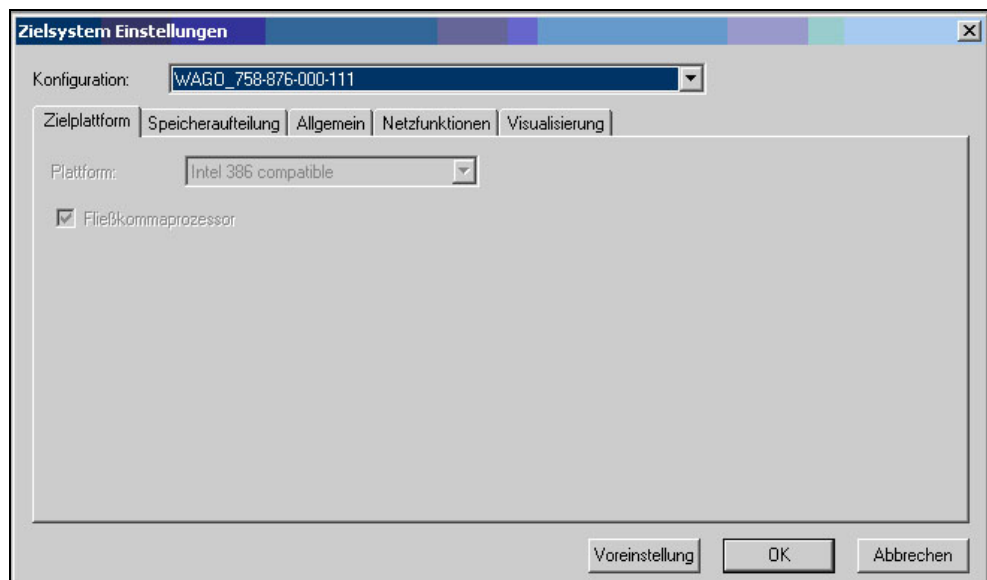 Zielsystem Einstellungen
Konfiguration: WAGO_758-876-000-111
Zielplattform Speicheraufteilung Allgemein Netzfunktionen Visualisierung
Plattform: Intel 386 compatible
Fließkommaprozessor
Voreinstellung OK Abbrechen